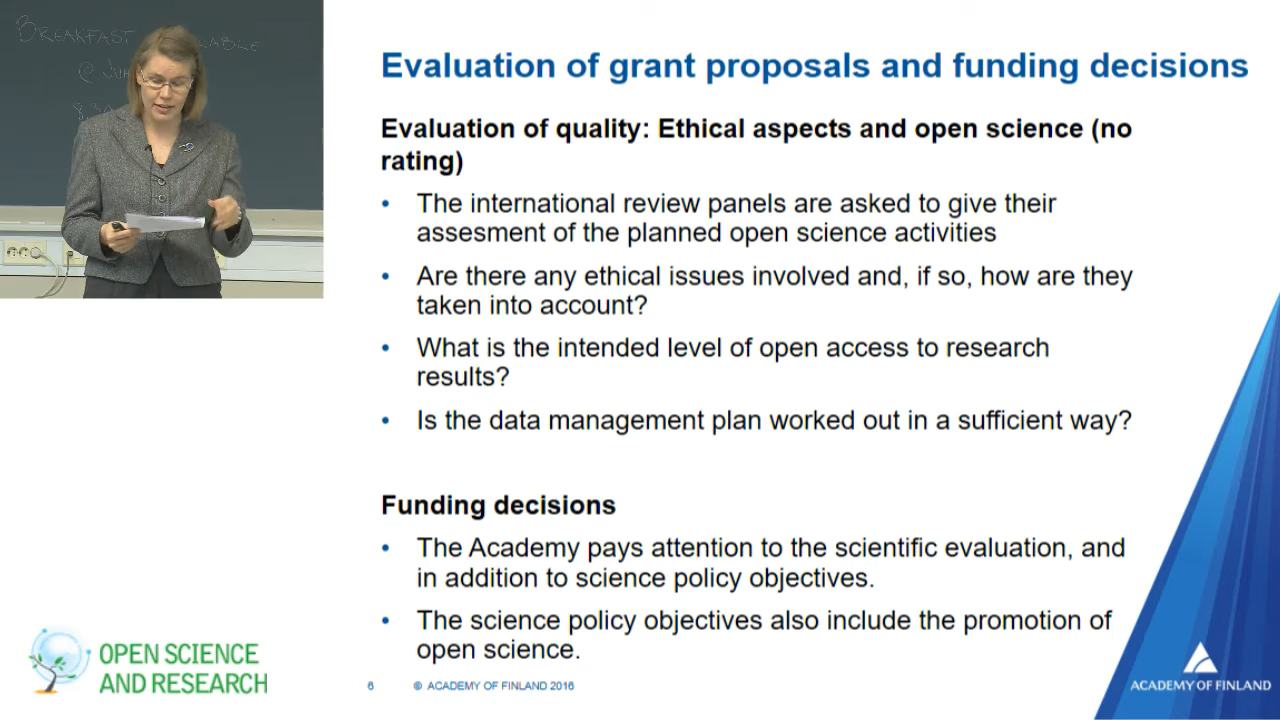 BREAKFAST
Evaluation of grant proposals and funding decisions
Evaluation of quality: Ethical aspects and open science (no
rating)
• The international review panels are asked to give their
assesment of the planned open science activities
• Are there any ethical issues involved and, if so, how are they
taken into account?
• What is the intended level of open access to research
results?
• Is the data management plan worked out in a sufficient way?
Funding decisions
• The Academy pays attention to the scientific evaluation, and
in addition to science policy objectives.
• The science policy objectives also include the promotion of
open science.
OPEN SCIENCE
AND RESEARCH
6 © ACADEMY OF FINLAND 2016
ACADEMY OF FINLAND